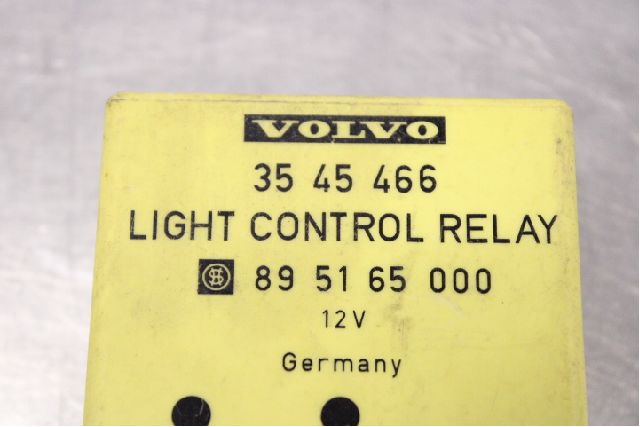 VOLVO
35 45 466
LIGHT CONTROL RELAY
89 51 65 000
12V
Germany